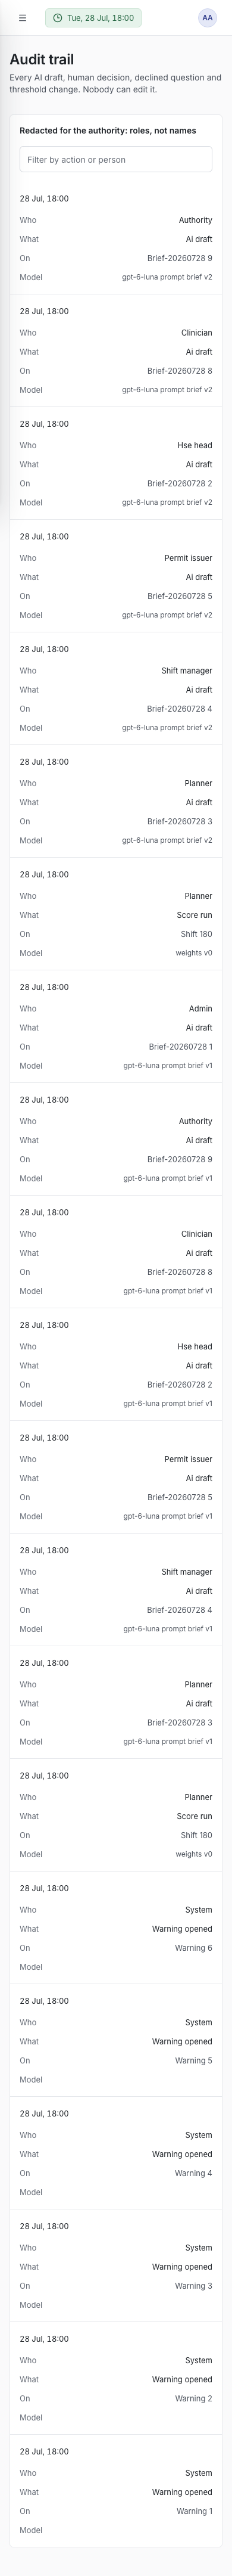 Tue, 28 Jul, 18:00
AA
Audit trail
Every AI draft, human decision, declined question and
threshold change. Nobody can edit it.
Redacted for the authority: roles, not names
Filter by action or person
28 Jul, 18:00
Who Authority
What Ai draft
On Brief-20260728 9
Model gpt-6-luna prompt brief v2
28 Jul, 18:00
Who Clinician
What Ai draft
On Brief-20260728 8
Model gpt-6-luna prompt brief v2
28 Jul, 18:00
Who Hse head
What Ai draft
On Brief-20260728 2
Model gpt-6-luna prompt brief v2
28 Jul, 18:00
Who Permit issuer
What Ai draft
On Brief-20260728 5
Model gpt-6-luna prompt brief v2
28 Jul, 18:00
Who Shift manager
What Ai draft
On Brief-20260728 4
Model gpt-6-luna prompt brief v2
28 Jul, 18:00
Who Planner
What Ai draft
On Brief-20260728 3
Model gpt-6-luna prompt brief v2
28 Jul, 18:00
Who Planner
What Score run
On Shift 180
Model weights v0
28 Jul, 18:00
Who Admin
What Ai draft
On Brief-20260728 1
Model gpt-6-luna prompt brief v1
28 Jul, 18:00
Who Authority
What Ai draft
On Brief-20260728 9
Model gpt-6-luna prompt brief v1
28 Jul, 18:00
Who Clinician
What Ai draft
On Brief-20260728 8
Model gpt-6-luna prompt brief v1
28 Jul, 18:00
Who Hse head
What Ai draft
On Brief-20260728 2
Model gpt-6-luna prompt brief v1
28 Jul, 18:00
Who Permit issuer
What Ai draft
On Brief-20260728 5
Model gpt-6-luna prompt brief v1
28 Jul, 18:00
Who Shift manager
What Ai draft
On Brief-20260728 4
Model gpt-6-luna prompt brief v1
28 Jul, 18:00
Who Planner
What Ai draft
On Brief-20260728 3
Model gpt-6-luna prompt brief v1
28 Jul, 18:00
Who Planner
What Score run
On Shift 180
Model weights v0
28 Jul, 18:00
Who System
What Warning opened
On Warning 6
Model
28 Jul, 18:00
Who System
What Warning opened
On Warning 5
Model
28 Jul, 18:00
Who System
What Warning opened
On Warning 4
Model
28 Jul, 18:00
Who System
What Warning opened
On Warning 3
Model
28 Jul, 18:00
Who System
What Warning opened
On Warning 2
Model
28 Jul, 18:00
Who System
What Warning opened
On Warning 1
Model